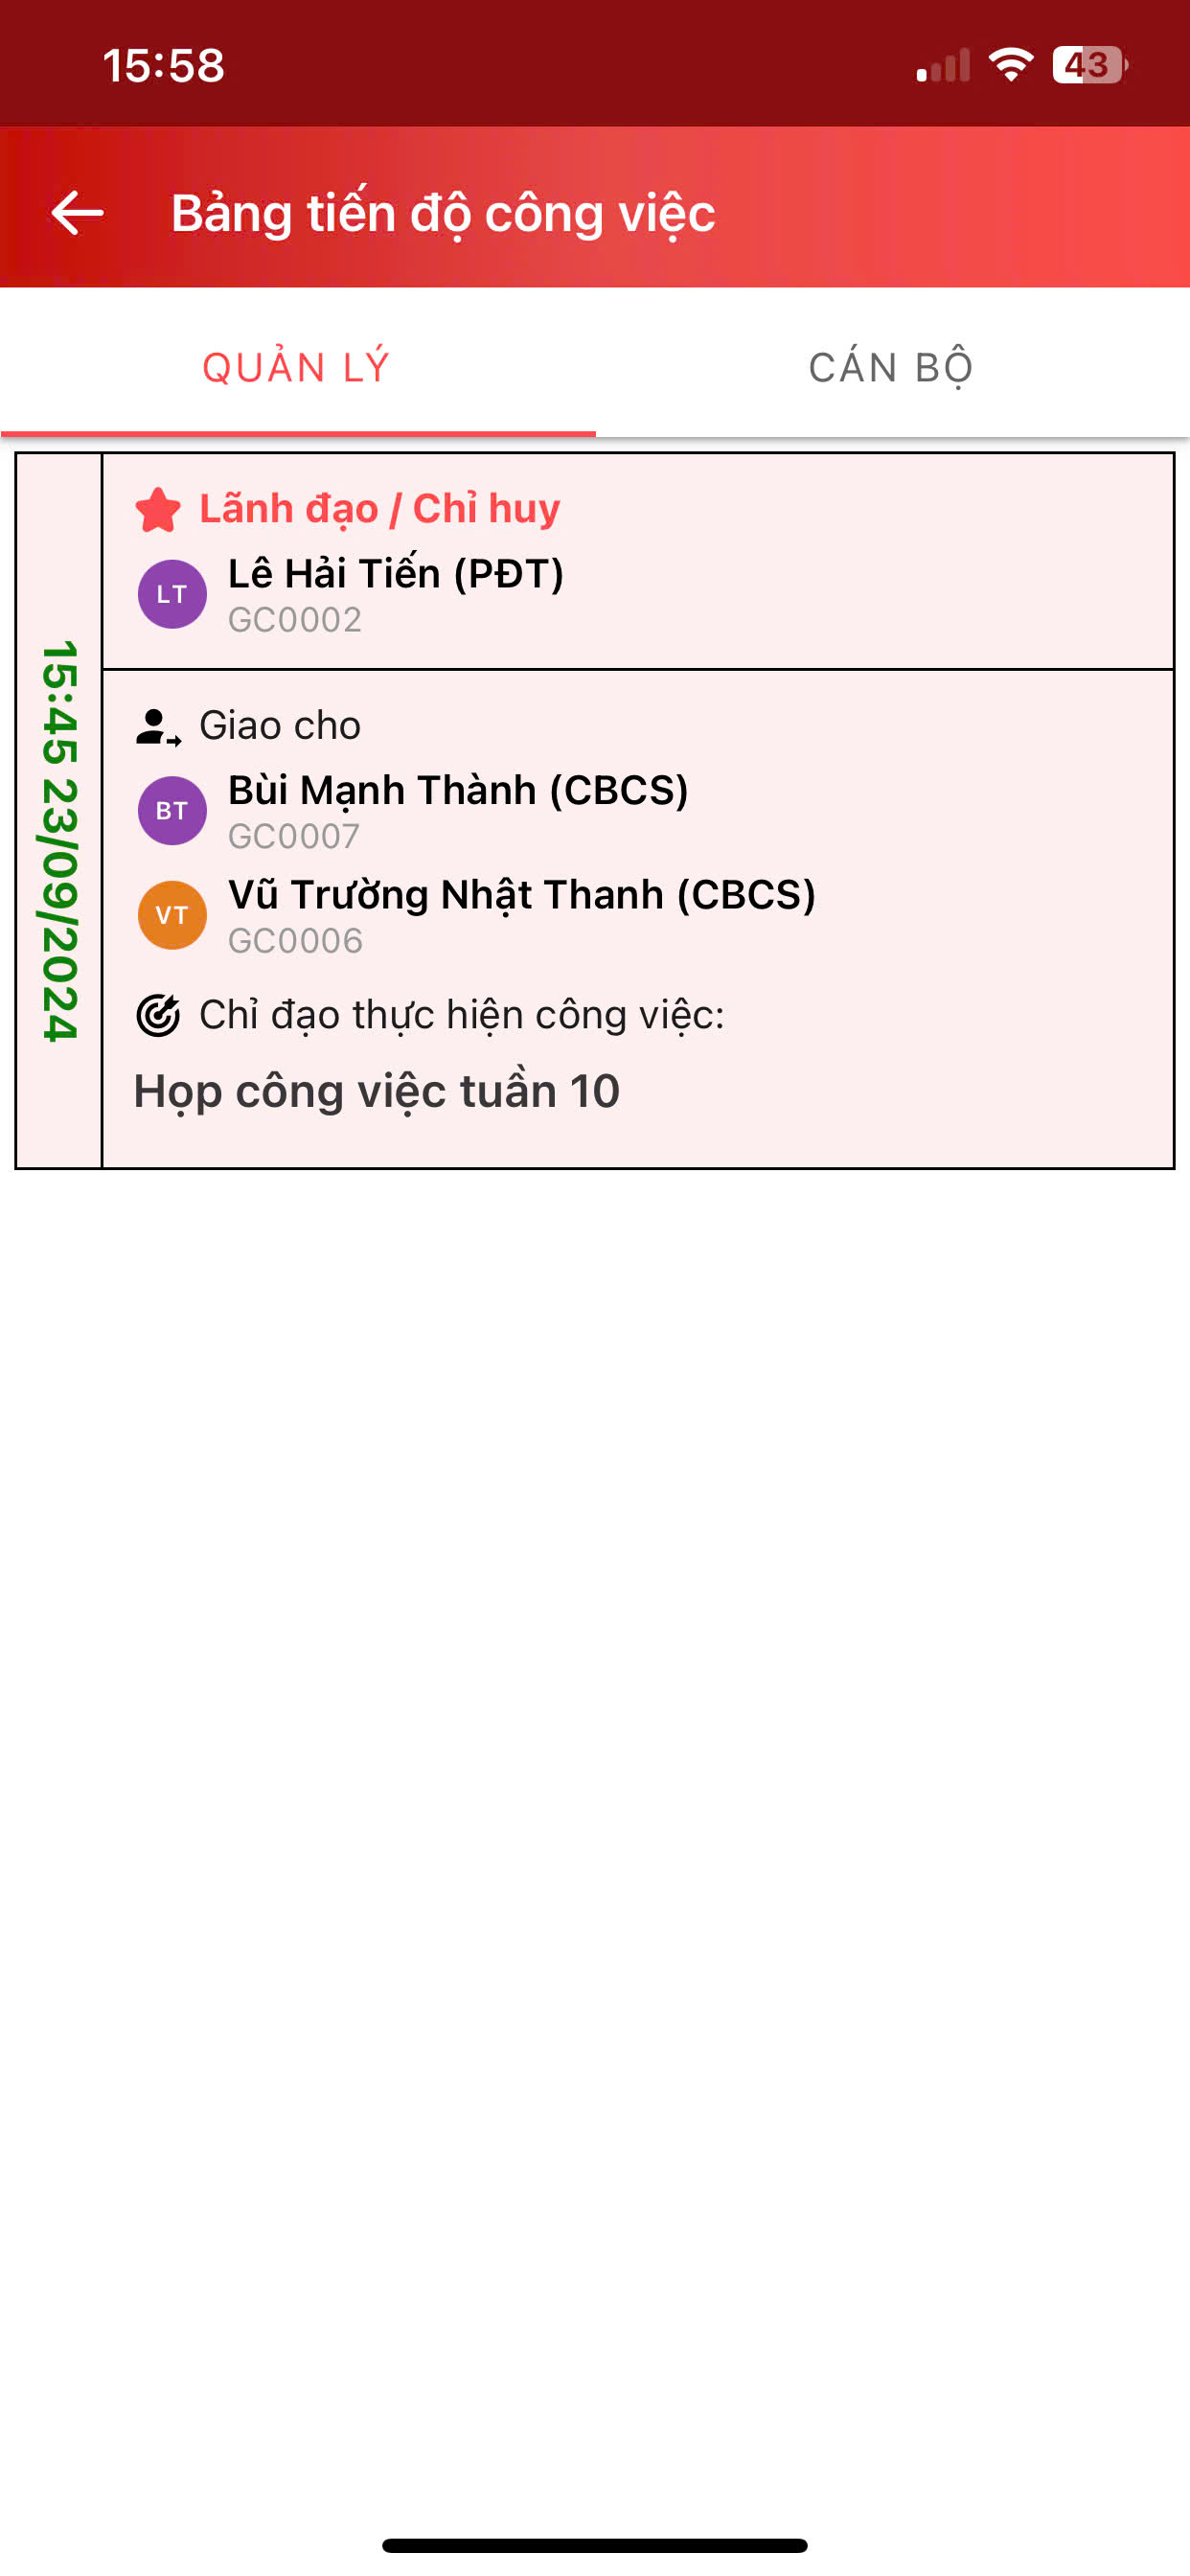 15:58
43
Bảng tiến độ công việc
QUẢN LÝ
CÁN BỘ
15:45 23/09/2024
Lãnh đạo / Chỉ huy
LT
Lê Hải Tiến (PĐT)
GC0002
Giao cho
BT
Bùi Mạnh Thành (CBCS)
GC0007
VT
Vũ Trường Nhật Thanh (CBCS)
GC0006
Chỉ đạo thực hiện công việc:
Họp công việc tuần 10